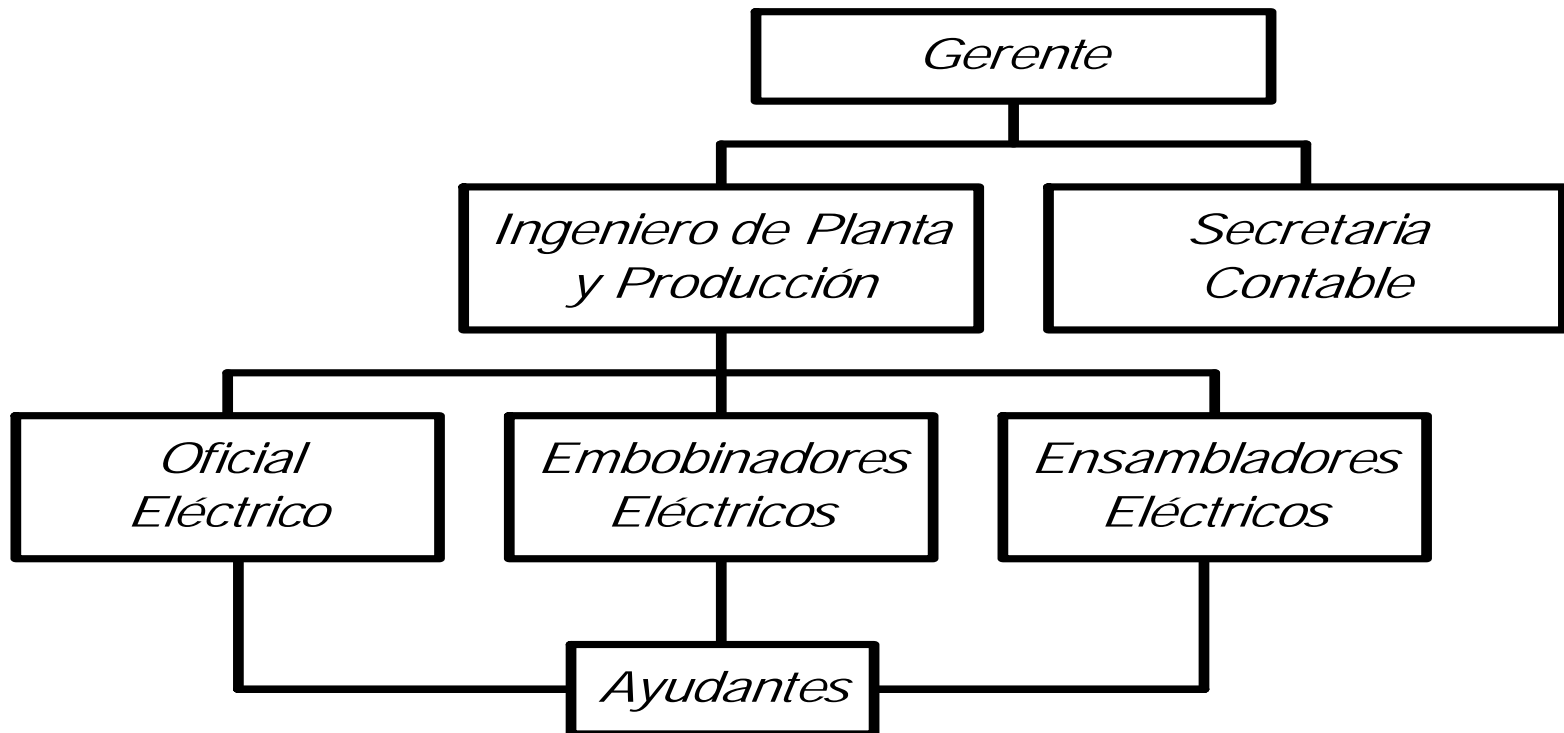 Gerente
Ingeniero de Planta
y Producción
Secretaria
Contable
Oficial
Eléctrico
Embobinadores
Eléctricos
Ensambladores
Eléctricos
Ayudantes